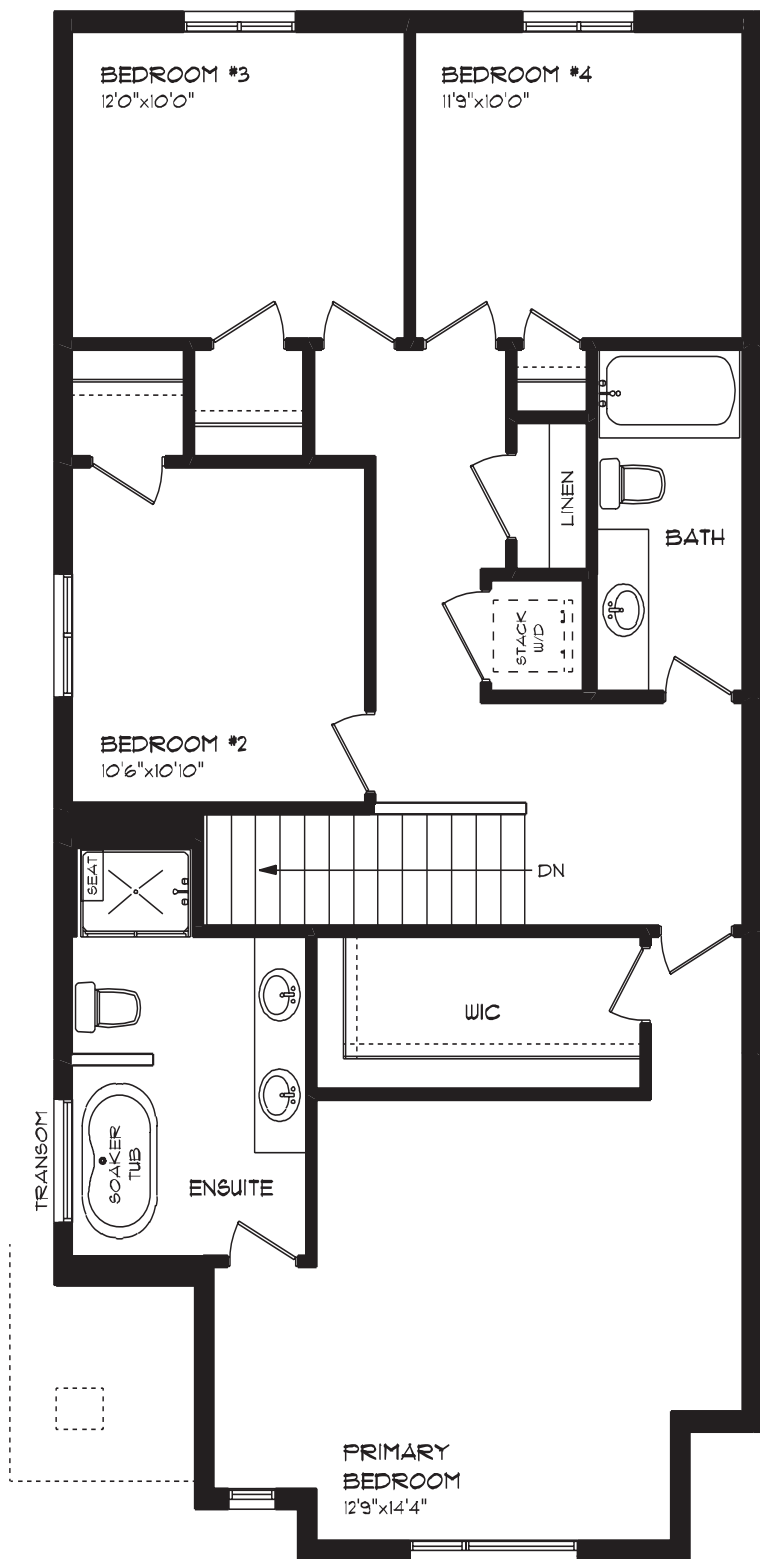 BEDROOM #3
12'0"x10'0"
BEDROOM #4
11'9"x10'0"
LINEN
BATH
STACK
W/D
BEDROOM #2
10'6"x10'10"
SEAT
DN
WIC
TRANSOM
SOAKER
TUB
ENSUITE
PRIMARY
BEDROOM
12'9"x14'4"